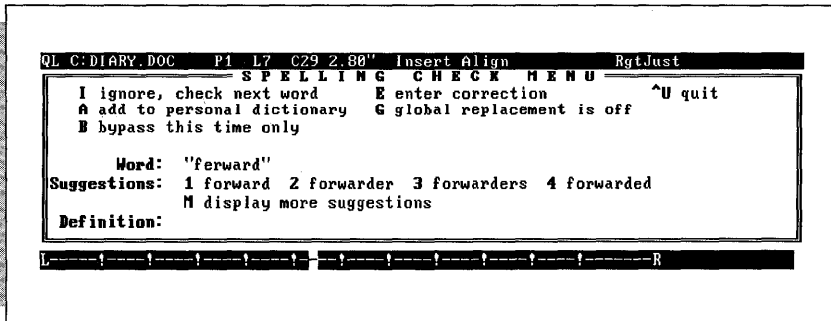 QL C:DIARY.DOC P1 L7 C29 2.80" Insert Align RgtJust
S P E L L I N G C H E C K M E N U
I ignore, check next word E enter correction ^U quit
A add to personal dictionary G global replacement is off
B bypass this time only
Word: "ferward"
Suggestions: 1 forward 2 forwarder 3 forwarders 4 forwarded
M display more suggestions
Definition:
L-----!----!----!----!----!----!----!----!----!----!-------R